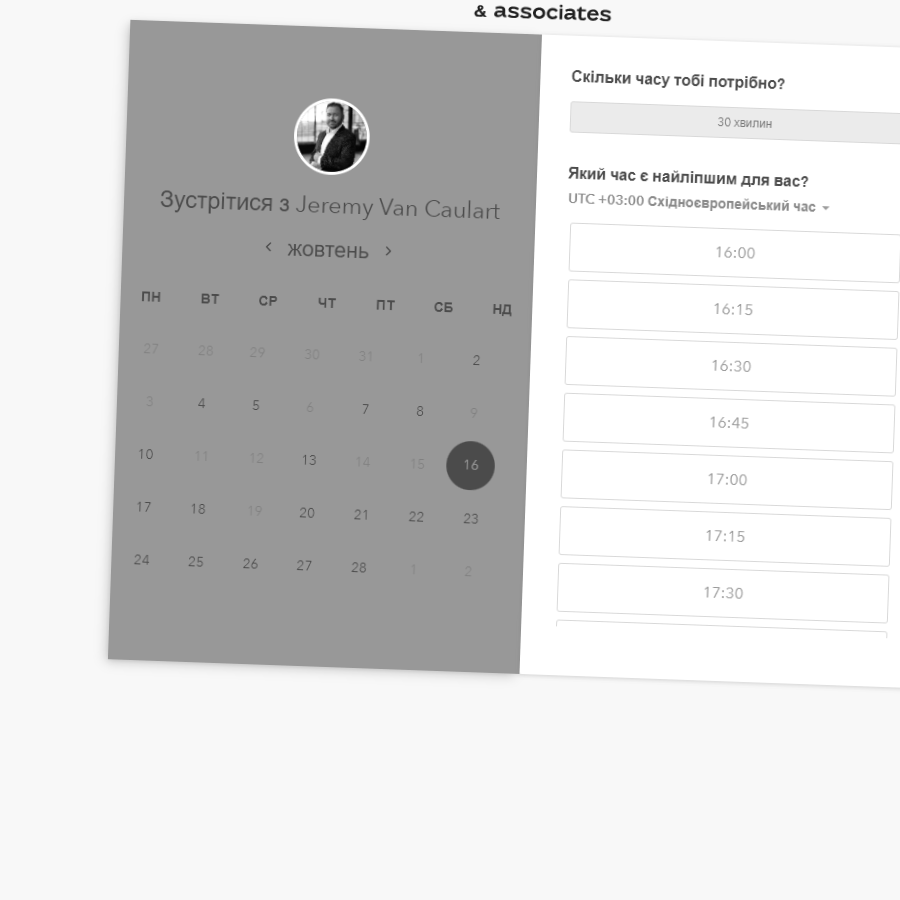 & associates
Зустрітися з Jeremy Van Caulart
жовтень
ПН ВТ СР ЧТ ПТ СБ НД
27 28 29 30 31 1 2
3 4 5 6 7 8 9
10 11 12 13 14 15 16
17 18 19 20 21 22 23
24 25 26 27 28 1 2
Скільки часу тобі потрібно?
30 хвилин
Який час є найліпшим для вас?
UTC +03:00 Східноєвропейський час
16:00
16:15
16:30
16:45
17:00
17:15
17:30